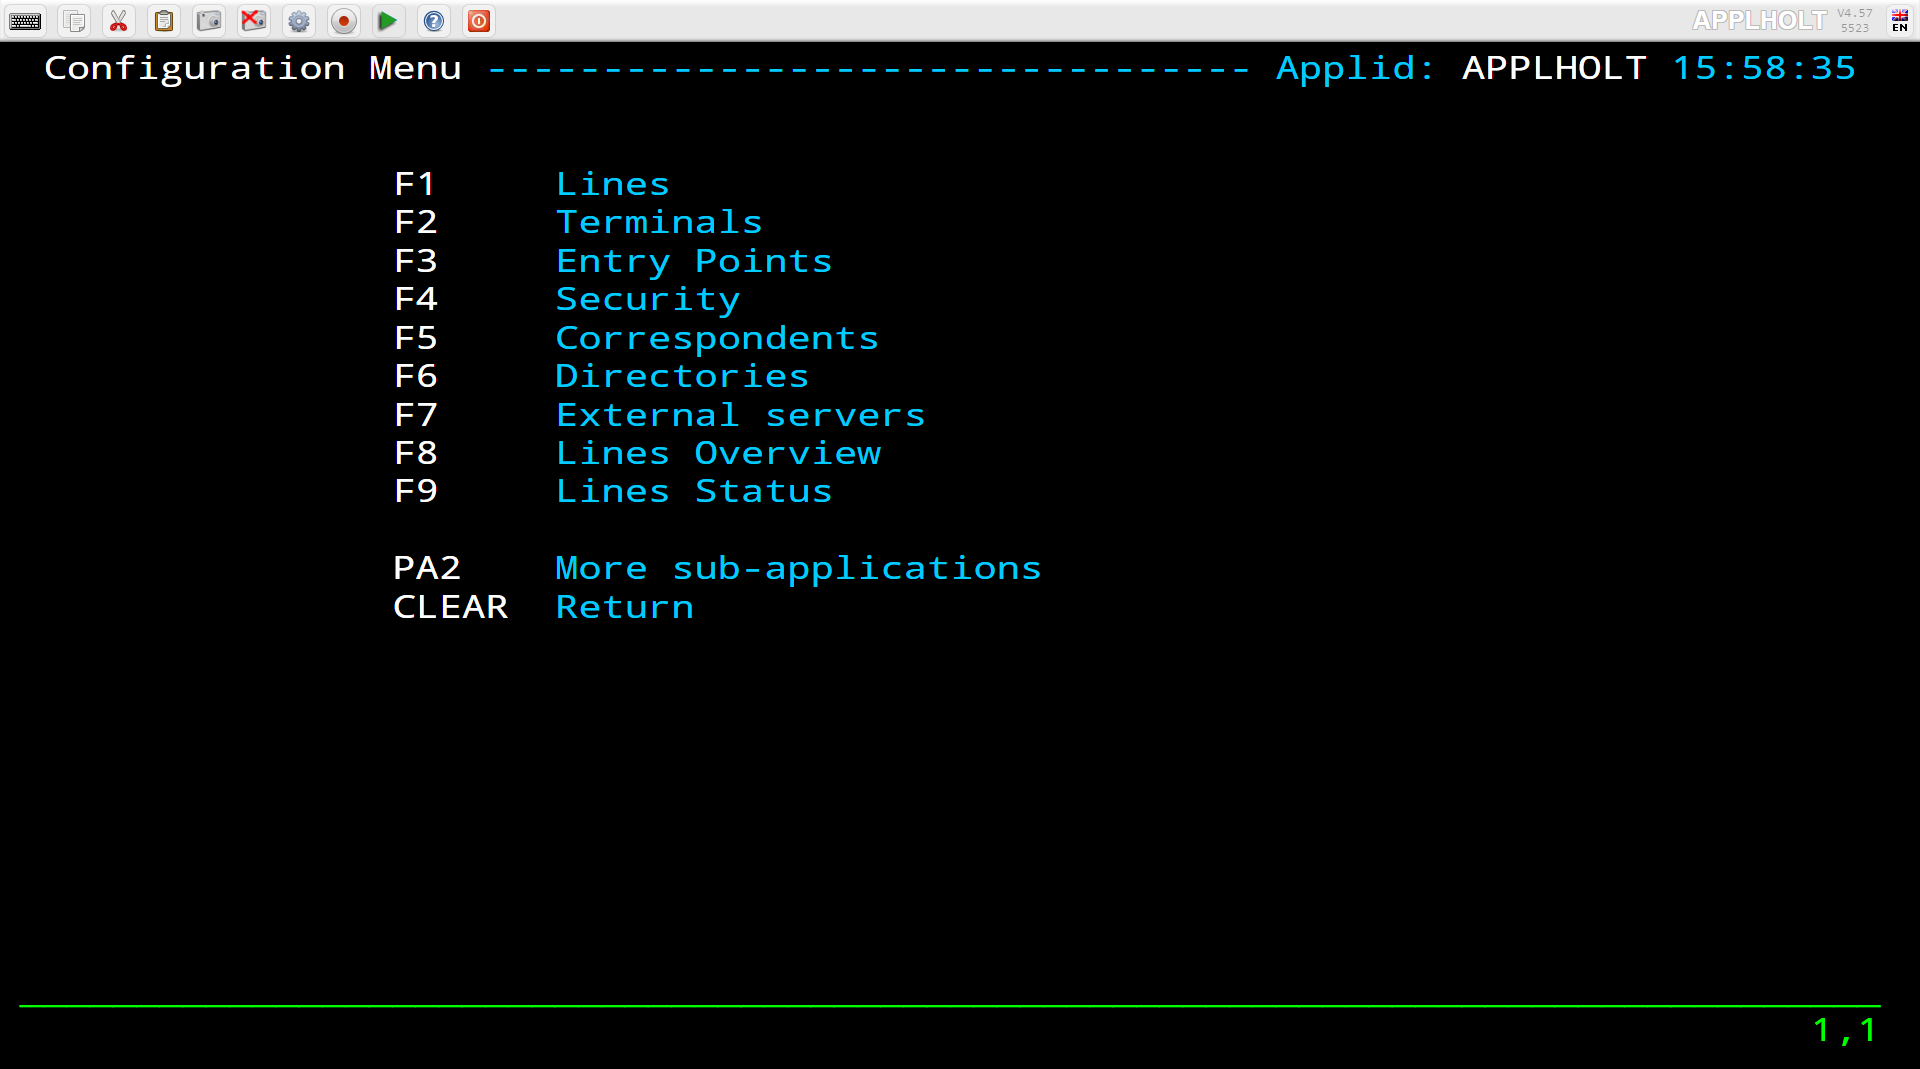 APPLHOLT V4.57 5523 EN
Configuration Menu --------------------------------- Applid: APPLHOLT 15:58:35
F1 Lines
F2 Terminals
F3 Entry Points
F4 Security
F5 Correspondents
F6 Directories
F7 External servers
F8 Lines Overview
F9 Lines Status
PA2 More sub-applications
CLEAR Return
1,1